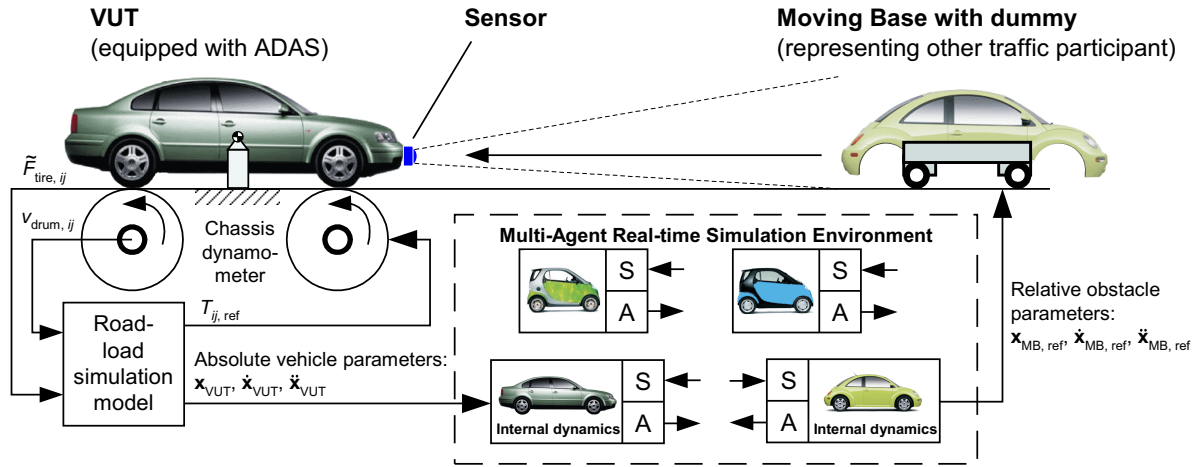 VUT
(equipped with ADAS)
Sensor
Moving Base with dummy
(representing other traffic participant)
F̃tire, ij
vdrum, ij
Chassis
dynamo-
meter
Tij, ref
Road-
load
simulation
model
Absolute vehicle parameters:
xVUT, ẋVUT, ẍVUT
Multi-Agent Real-time Simulation Environment
S
A
S
A
S
A
Internal dynamics
S
A
Internal dynamics
Relative obstacle
parameters:
xMB, ref, ẋMB, ref, ẍMB, ref